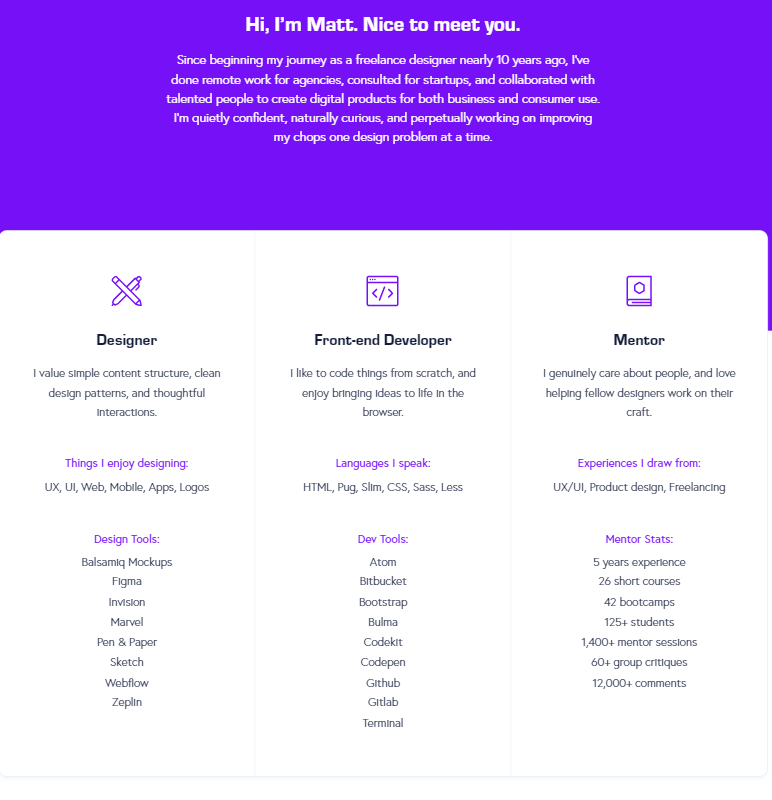 Hi, I'm Matt. Nice to meet you.
Since beginning my journey as a freelance designer nearly 10 years ago, I've
done remote work for agencies, consulted for startups, and collaborated with
talented people to create digital products for both business and consumer use.
I'm quietly confident, naturally curious, and perpetually working on improving
my chops one design problem at a time.
Designer
I value simple content structure, clean
design patterns, and thoughtful
interactions.
Things I enjoy designing:
UX, UI, Web, Mobile, Apps, Logos
Design Tools:
Balsamiq Mockups
Figma
Invision
Marvel
Pen & Paper
Sketch
Webflow
Zeplin
Front-end Developer
I like to code things from scratch, and
enjoy bringing ideas to life in the
browser.
Languages I speak:
HTML, Pug, Slim, CSS, Sass, Less
Dev Tools:
Atom
Bitbucket
Bootstrap
Bulma
Codekit
Codepen
Github
Gitlab
Terminal
Mentor
I genuinely care about people, and love
helping fellow designers work on their
craft.
Experiences I draw from:
UX/UI, Product design, Freelancing
Mentor Stats:
5 years experience
26 short courses
42 bootcamps
125+ students
1,400+ mentor sessions
60+ group critiques
12,000+ comments